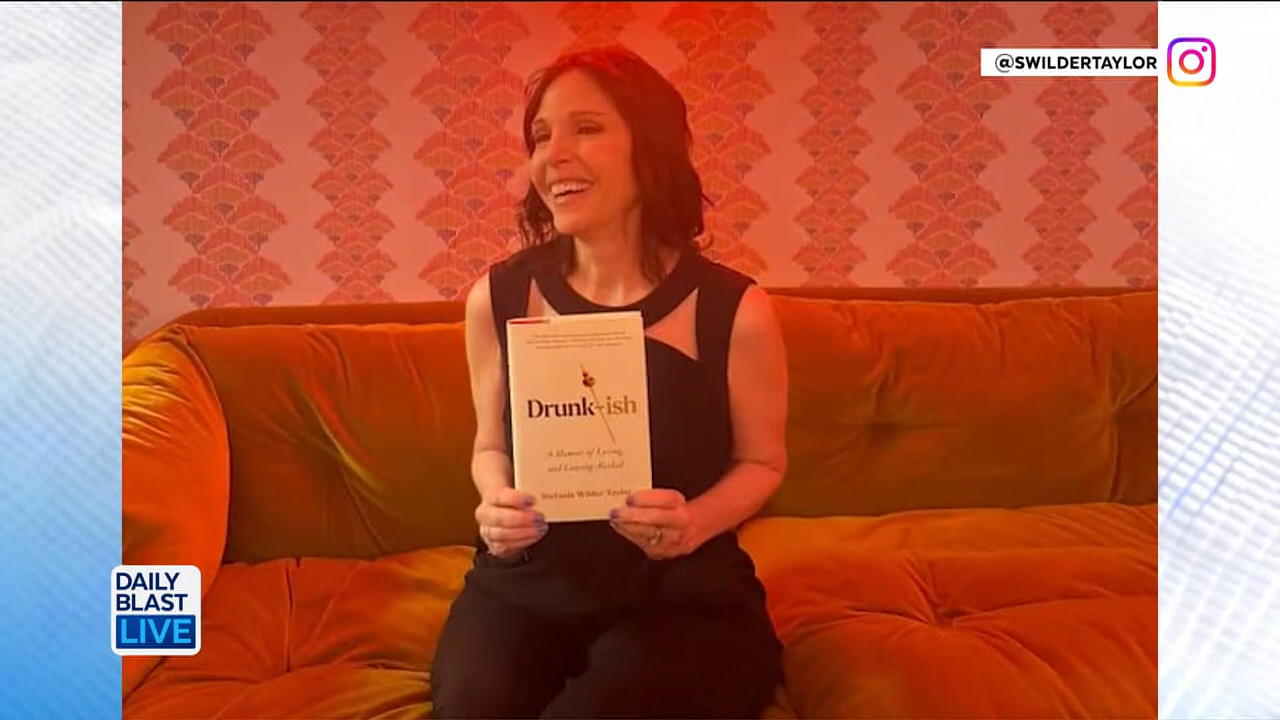 @SWILDERTAYLOR
Drunk-ish
A Memoir of Loving
and Leaving Alcohol
Stefanie Wilder-Taylor
DAILY
BLAST
LIVE